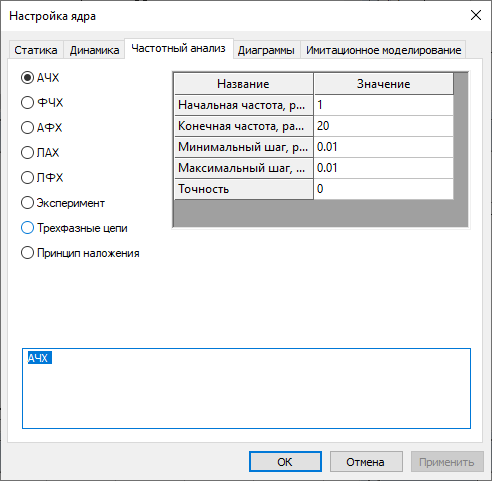 Настройка ядра
Статика Динамика Частотный анализ Диаграммы Имитационное моделирование
АЧХ
ФЧХ
АФХ
ЛАХ
ЛФХ
Эксперимент
Трехфазные цепи
Принцип наложения
Название Значение
Начальная частота, р... 1
Конечная частота, ра... 20
Минимальный шаг, р... 0.01
Максимальный шаг, ... 0.01
Точность 0
АЧХ
ОК Отмена Применить